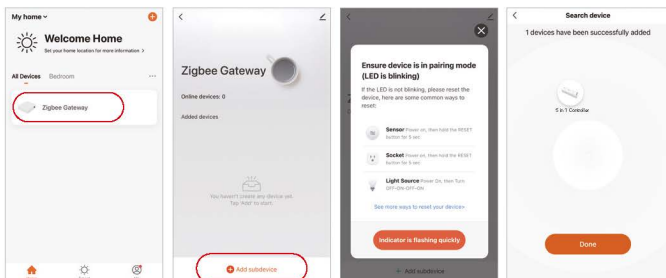 My home
Welcome Home
Set your home location for more information >
All Devices Bedroom ...
Zigbee Gateway
Zigbee Gateway
Online devices: 0
Added devices
You haven't create any device yet.
Tap "Add" to start.
Add subdevice
Ensure device is in pairing mode
(LED is blinking)
If the LED is not blinking, please reset the
device, here are some common ways to
reset:
Sensor Power on, then hold the RESET
button for 5 sec
Socket Power on, then hold the RESET
button for 5 sec
Light Source Power On, then Turn
OFF-ON-OFF-ON
See more ways to reset your device>
Indicator is flashing quickly
Add subdevice
Search device
1 devices have been successfully added
5 in 1 Controller
Done